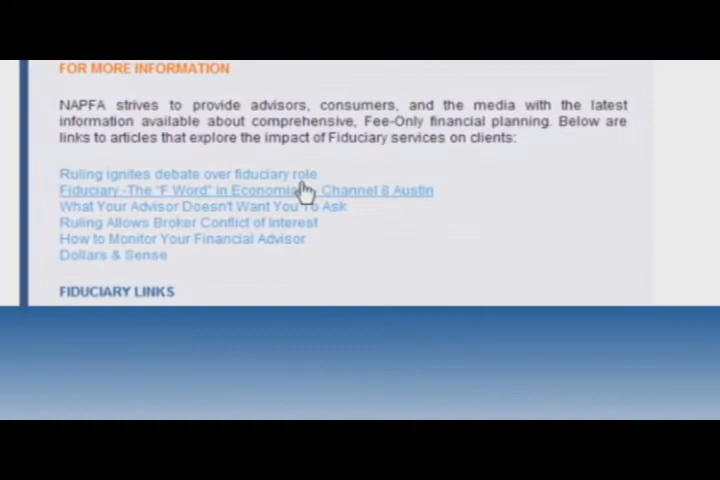 FOR MORE INFORMATION
NAPFA strives to provide advisors, consumers, and the media with the latest
information available about comprehensive, Fee-Only financial planning. Below are
links to articles that explore the impact of Fiduciary services on clients:
Ruling ignites debate over fiduciary role
Fiduciary -The "F Word" in Channel 8 Austin
What Your Advisor Doesn't Want You To Ask
Ruling Allows Broker Conflict of Interest
How to Monitor Your Financial Advisor
Dollars & Sense
FIDUCIARY LINKS